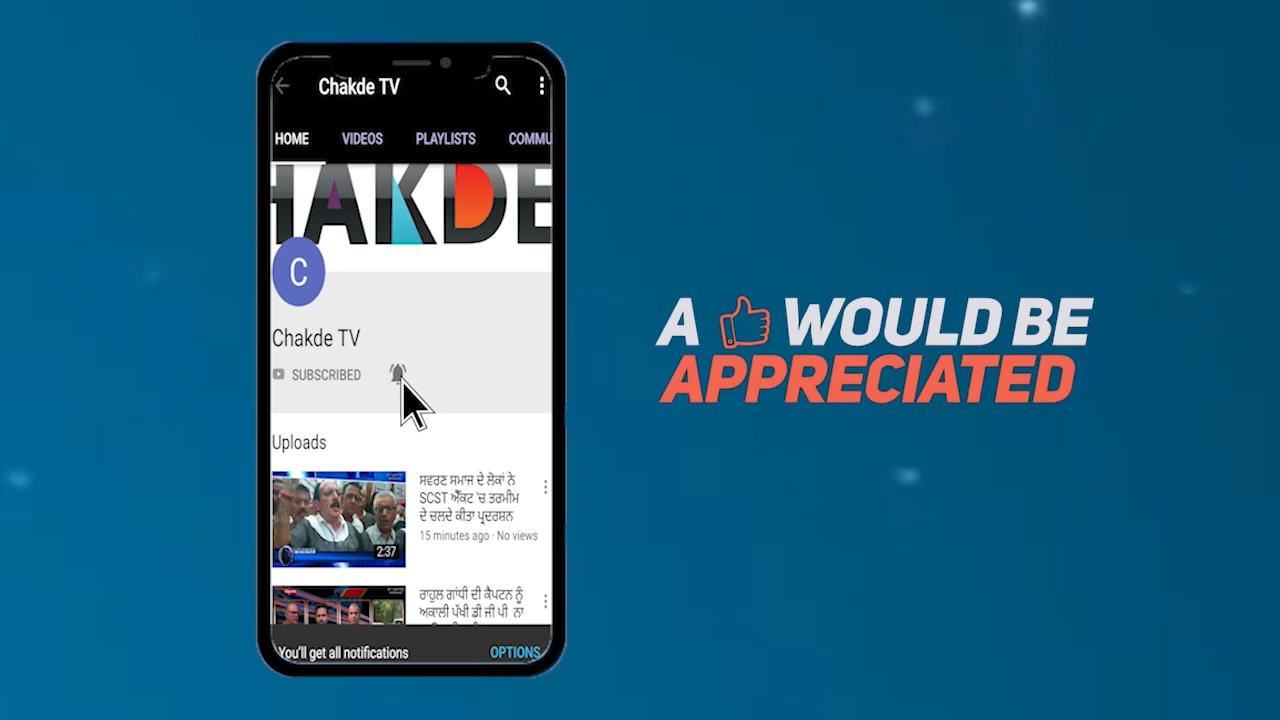 Chakde TV
HOME VIDEOS PLAYLISTS COMMU
HAKDE
C
Chakde TV
SUBSCRIBED
Uploads
ਸਵਰਣ ਸਮਾਜ ਦੇ ਲੋਕਾਂ ਨੇ
SCST ਐਕਟ 'ਚ ਤਰਮੀਮ
ਦੇ ਚਲਦੇ ਕੀਤਾ ਪ੍ਰਦਰਸ਼ਨ
15 minutes ago · No views
2:37
ਰਾਹੁਲ ਗਾਂਧੀ ਦੀ ਕੈਪਟਨ ਨੂੰ
ਅਕਾਲੀ ਪੱਖੀ ਡੀ ਜੀ ਪੀ ਨਾ
You'll get all notifications OPTIONS
A WOULD BE
APPRECIATED